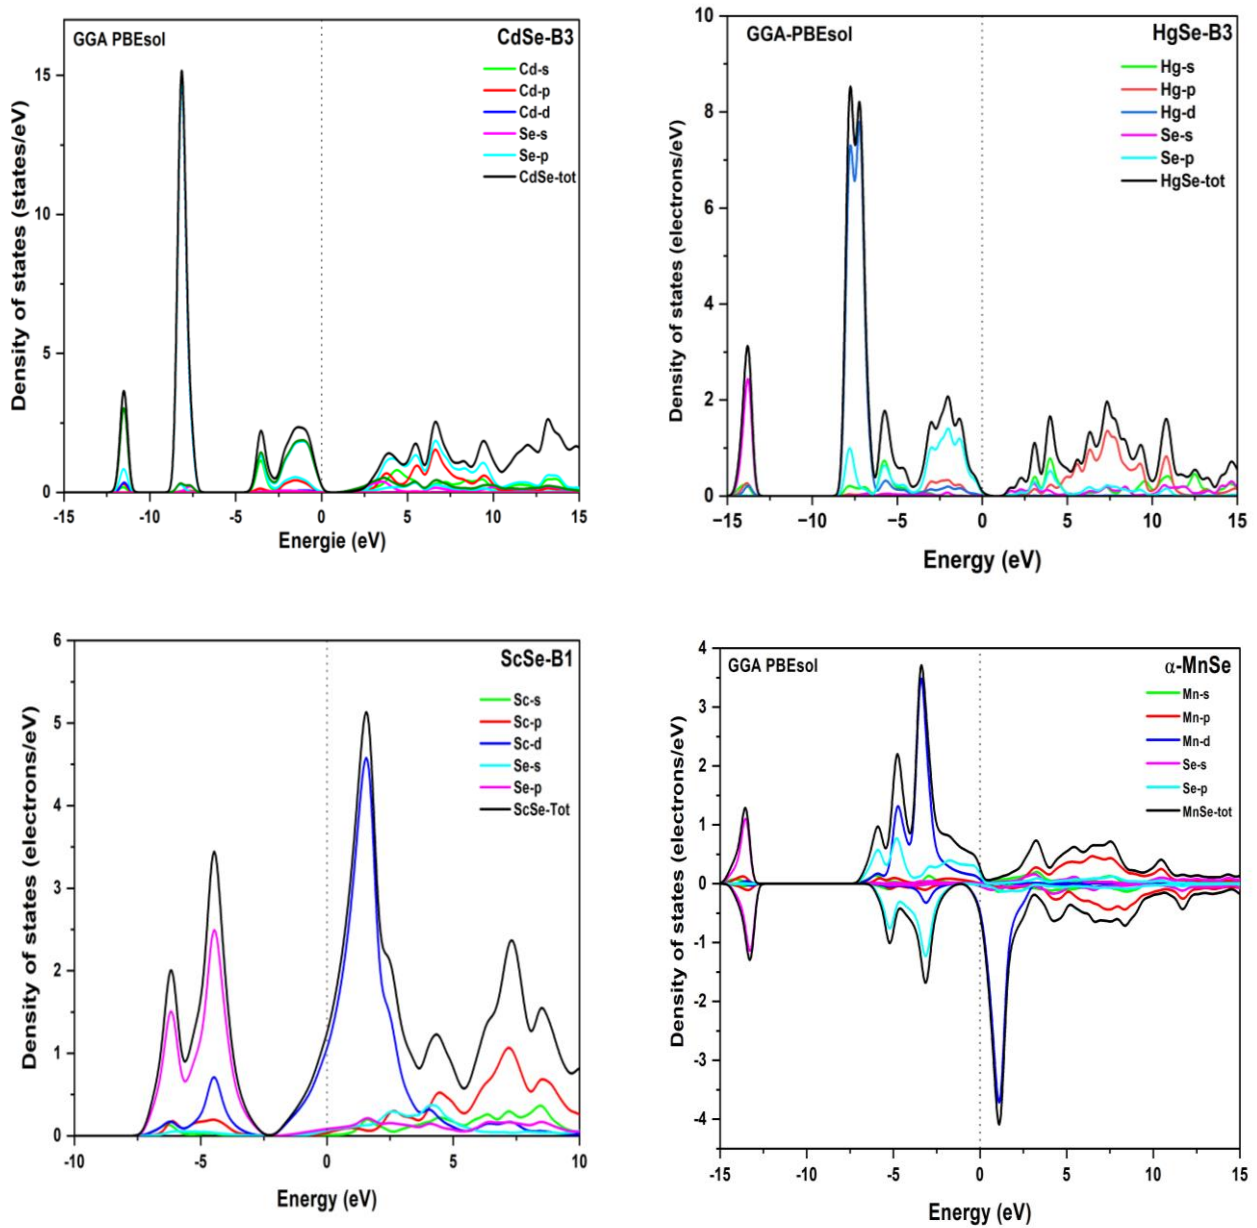 GGA PBEsol
CdSe-B3
Cd-s
Cd-p
Cd-d
Se-s
Se-p
CdSe-tot
Density of states (states/eV)
15
10
5
0
-15
-10
-5
0
5
10
15
Energie (eV)
GGA-PBEsol
HgSe-B3
Hg-s
Hg-p
Hg-d
Se-s
Se-p
HgSe-tot
Density of states (electrons/eV)
10
8
6
4
2
0
−15
−10
−5
0
5
10
15
Energy (eV)
ScSe-B1
Sc-s
Sc-p
Sc-d
Se-s
Se-p
ScSe-Tot
Density of states (electrons/eV)
6
5
4
3
2
1
0
-10
-5
0
5
10
Energy (eV)
GGA PBEsol
α-MnSe
Mn-s
Mn-p
Mn-d
Se-s
Se-p
MnSe-tot
Density of states (electrons/eV)
4
3
2
1
0
-1
-2
-3
-4
-15
-10
-5
0
5
10
15
Energy (eV)